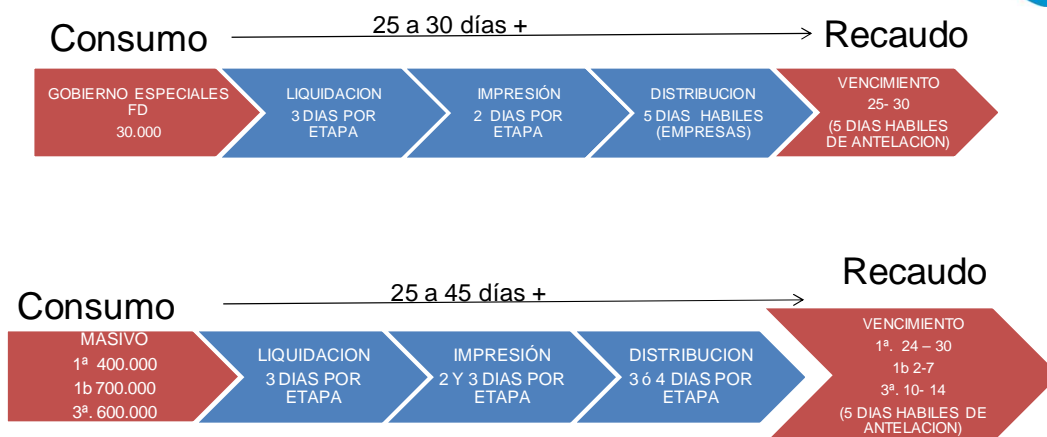 Consumo
25 a 30 días +
Recaudo
GOBIERNO ESPECIALES
FD
30.000
LIQUIDACION
3 DIAS POR
ETAPA
IMPRESIÓN
2 DIAS POR
ETAPA
DISTRIBUCION
5 DIAS HABILES
(EMPRESAS)
VENCIMIENTO
25- 30
(5 DIAS HABILES
DE ANTELACION)
Consumo
25 a 45 días +
Recaudo
MASIVO
1ª 400.000
1b 700.000
3ª. 600.000
LIQUIDACION
3 DIAS POR
ETAPA
IMPRESIÓN
2 Y 3 DIAS POR
ETAPA
DISTRIBUCION
3 ó 4 DIAS POR
ETAPA
VENCIMIENTO
1ª. 24 – 30
1b 2-7
3ª. 10- 14
(5 DIAS HABILES DE
ANTELACION)